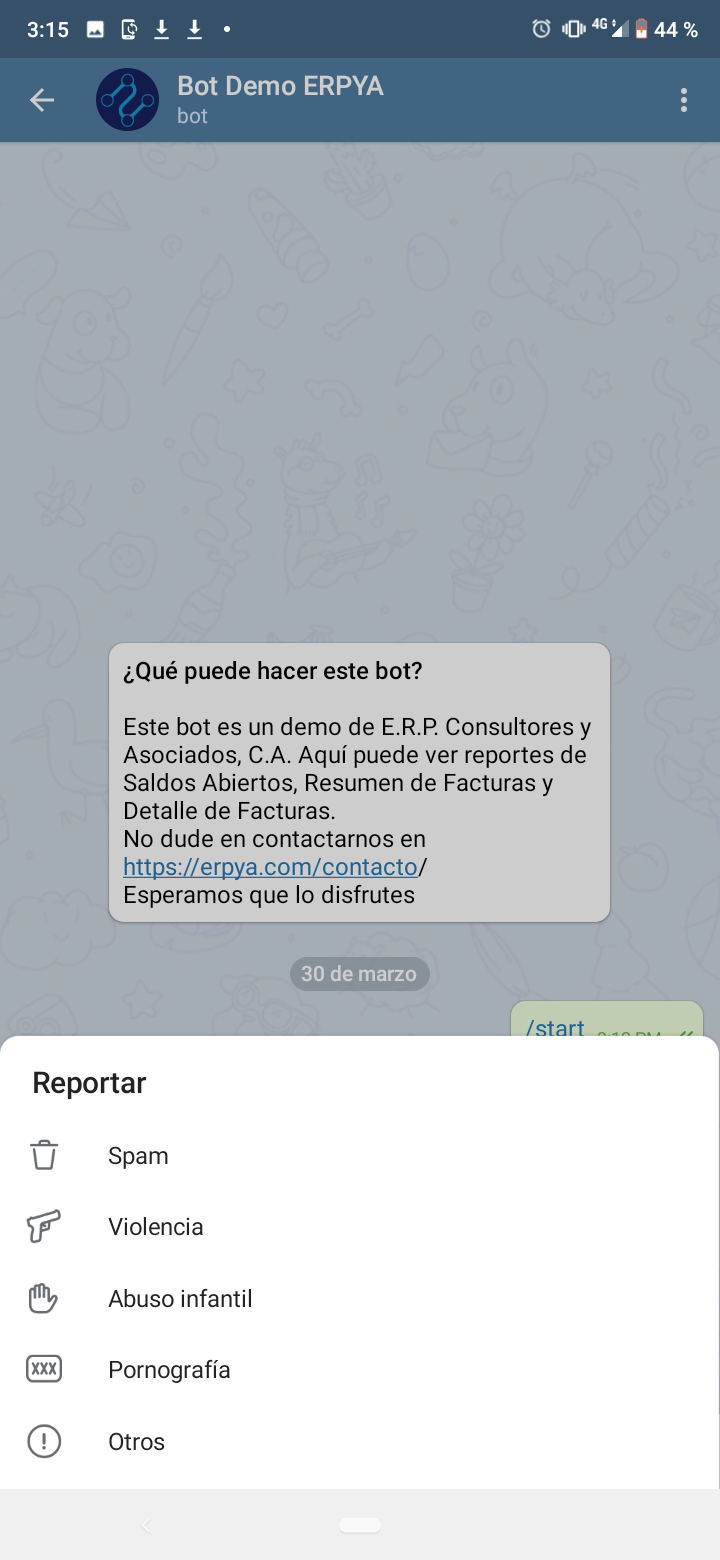 3:15
4G
44 %
Bot Demo ERPYA
bot
¿Qué puede hacer este bot?
Este bot es un demo de E.R.P. Consultores y
Asociados, C.A. Aquí puede ver reportes de
Saldos Abiertos, Resumen de Facturas y
Detalle de Facturas.
No dude en contactarnos en
https://erpya.com/contacto/
Esperamos que lo disfrutes
30 de marzo
/start
Reportar
Spam
Violencia
Abuso infantil
XXX
Pornografía
Otros